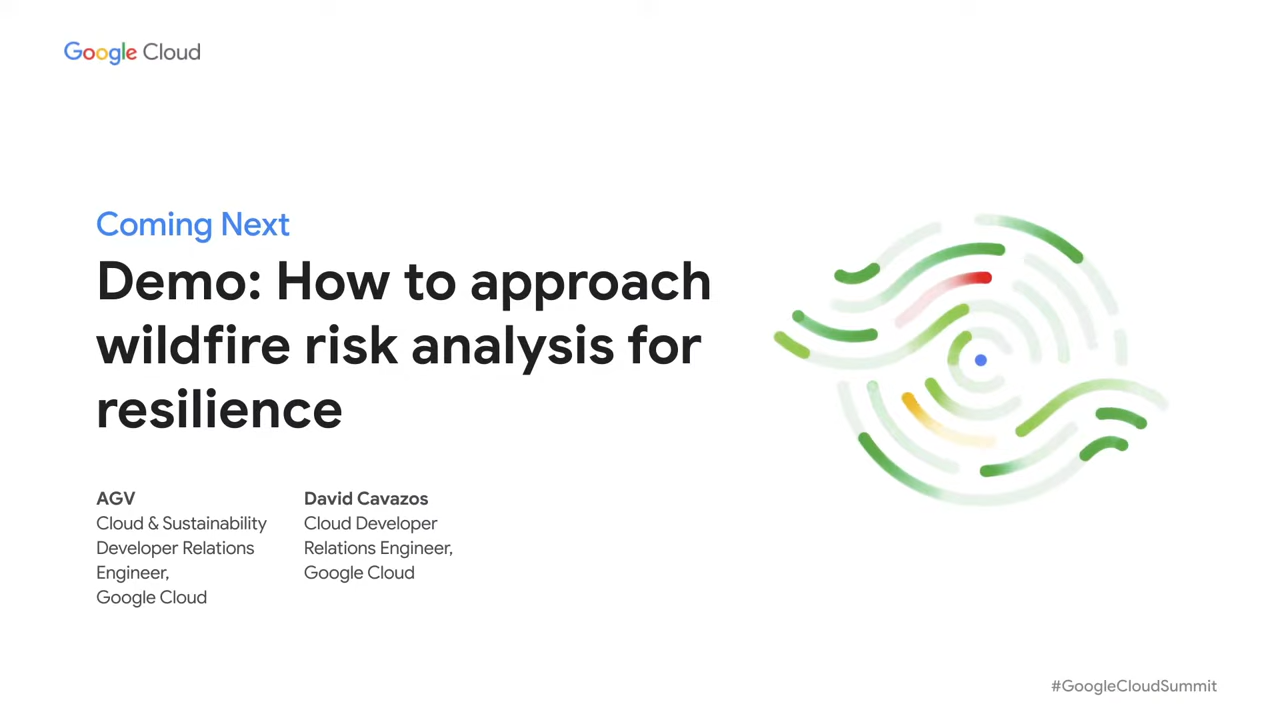 Google Cloud
Coming Next
Demo: How to approach
wildfire risk analysis for
resilience
AGV
Cloud & Sustainability
Developer Relations
Engineer,
Google Cloud
David Cavazos
Cloud Developer
Relations Engineer,
Google Cloud
#GoogleCloudSummit